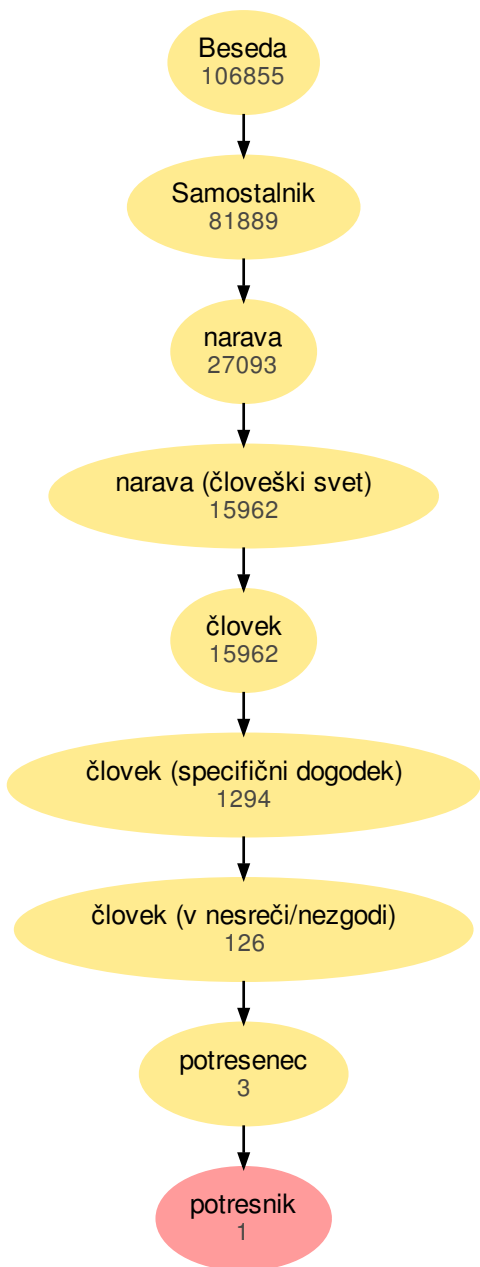 Beseda
106855
Samostalnik
81889
narava
27093
narava (človeški svet)
15962
človek
15962
človek (specifični dogodek)
1294
človek (v nesreči/nezgodi)
126
potresenec
3
potresnik
1